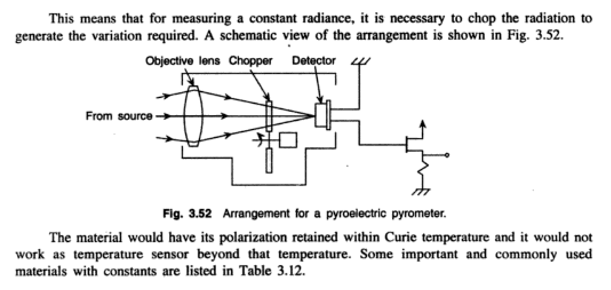 This means that for measuring a constant radiance, it is necessary to chop the radiation to
generate the variation required. A schematic view of the arrangement is shown in Fig. 3.52.
Objective lens Chopper Detector
From source
Fig. 3.52 Arrangement for a pyroelectric pyrometer.
The material would have its polarization retained within Curie temperature and it would not
work as temperature sensor beyond that temperature. Some important and commonly used
materials with constants are listed in Table 3.12.